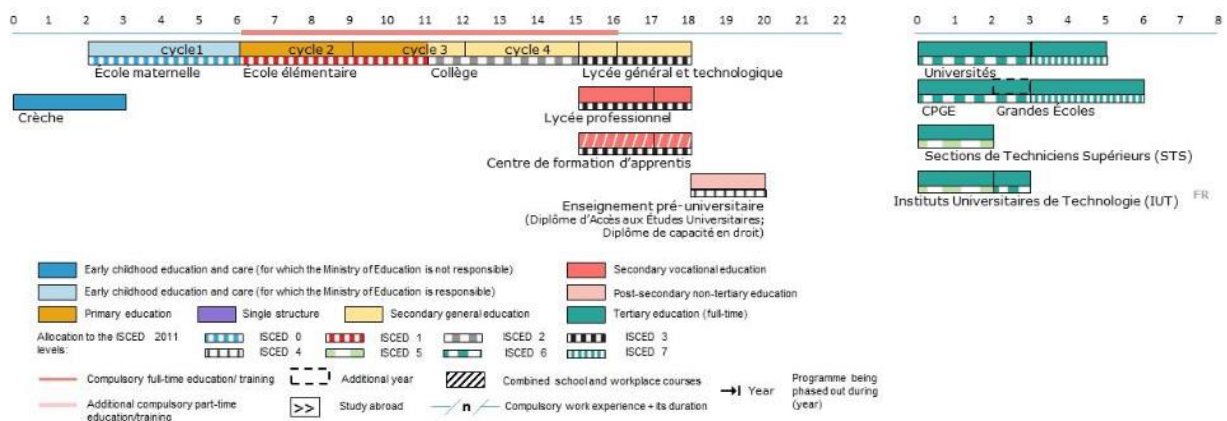 0 1 2 3 4 5 6 7 8 9 10 11 12 13 14 15 16 17 18 19 20 21 22
cycle1 cycle 2 cycle 3 cycle 4
École maternelle École élémentaire Collège Lycée général et technologique
Crèche
Lycée professionnel
Centre de formation d'apprentis
Enseignement pré-universitaire
(Diplôme d'Accès aux Études Universitaires;
Diplôme de capacité en droit)
0 1 2 3 4 5 6 7 8
Universités
CPGE Grandes Écoles
Sections de Techniciens Supérieurs (STS)
Instituts Universitaires de Technologie (IUT)
FR
Early childhood education and care (for which the Ministry of Education is not responsible)
Secondary vocational education
Early childhood education and care (for which the Ministry of Education is responsible)
Post-secondary non-tertiary education
Primary education Single structure Secondary general education Tertiary education (full-time)
Allocation to the ISCED 2011
levels:
ISCED 0 ISCED 1 ISCED 2 ISCED 3
ISCED 4 ISCED 5 ISCED 6 ISCED 7
Compulsory full-time education/ training
Additional year
Combined school and workplace courses
Year
Programme being
phased out during
(year)
Additional compulsory part-time
education/training
>> Study abroad
n Compulsory work experience + its duration